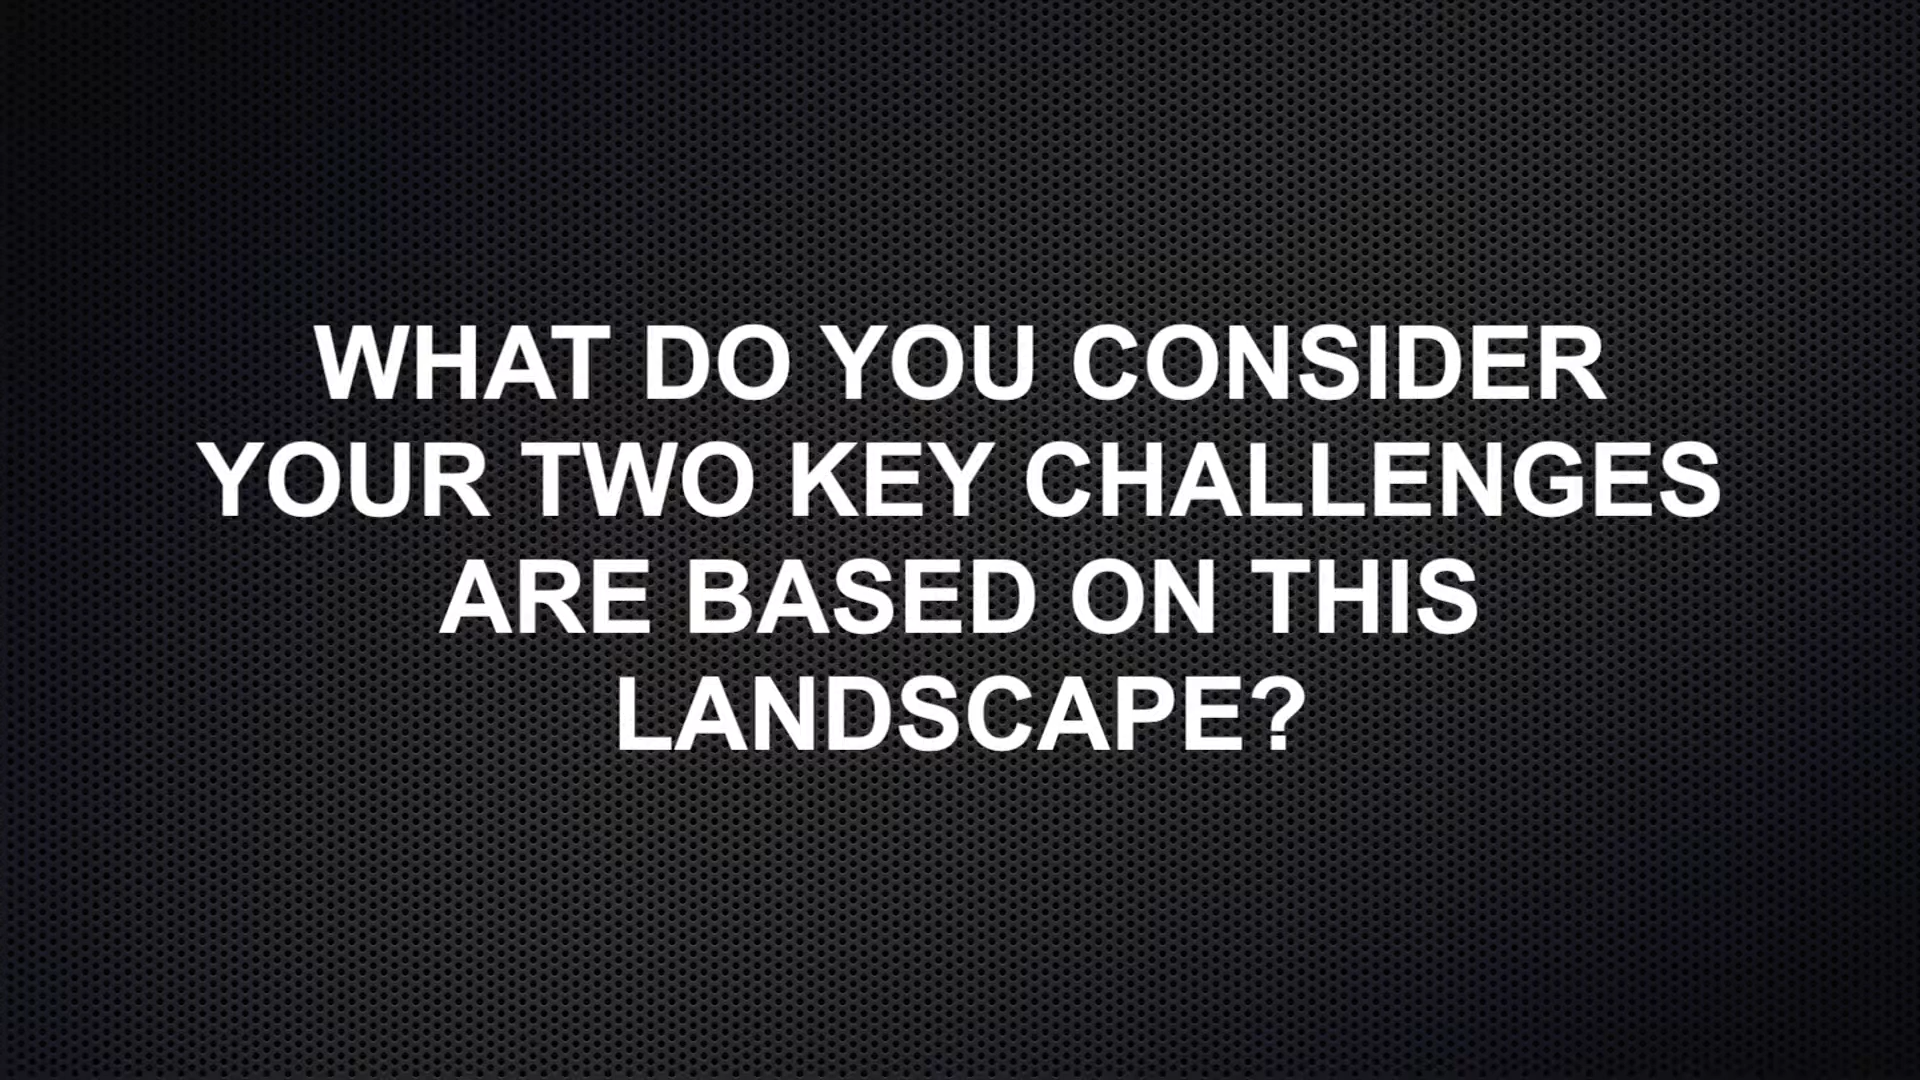 WHAT DO YOU CONSIDER
YOUR TWO KEY CHALLENGES
ARE BASED ON THIS
LANDSCAPE?